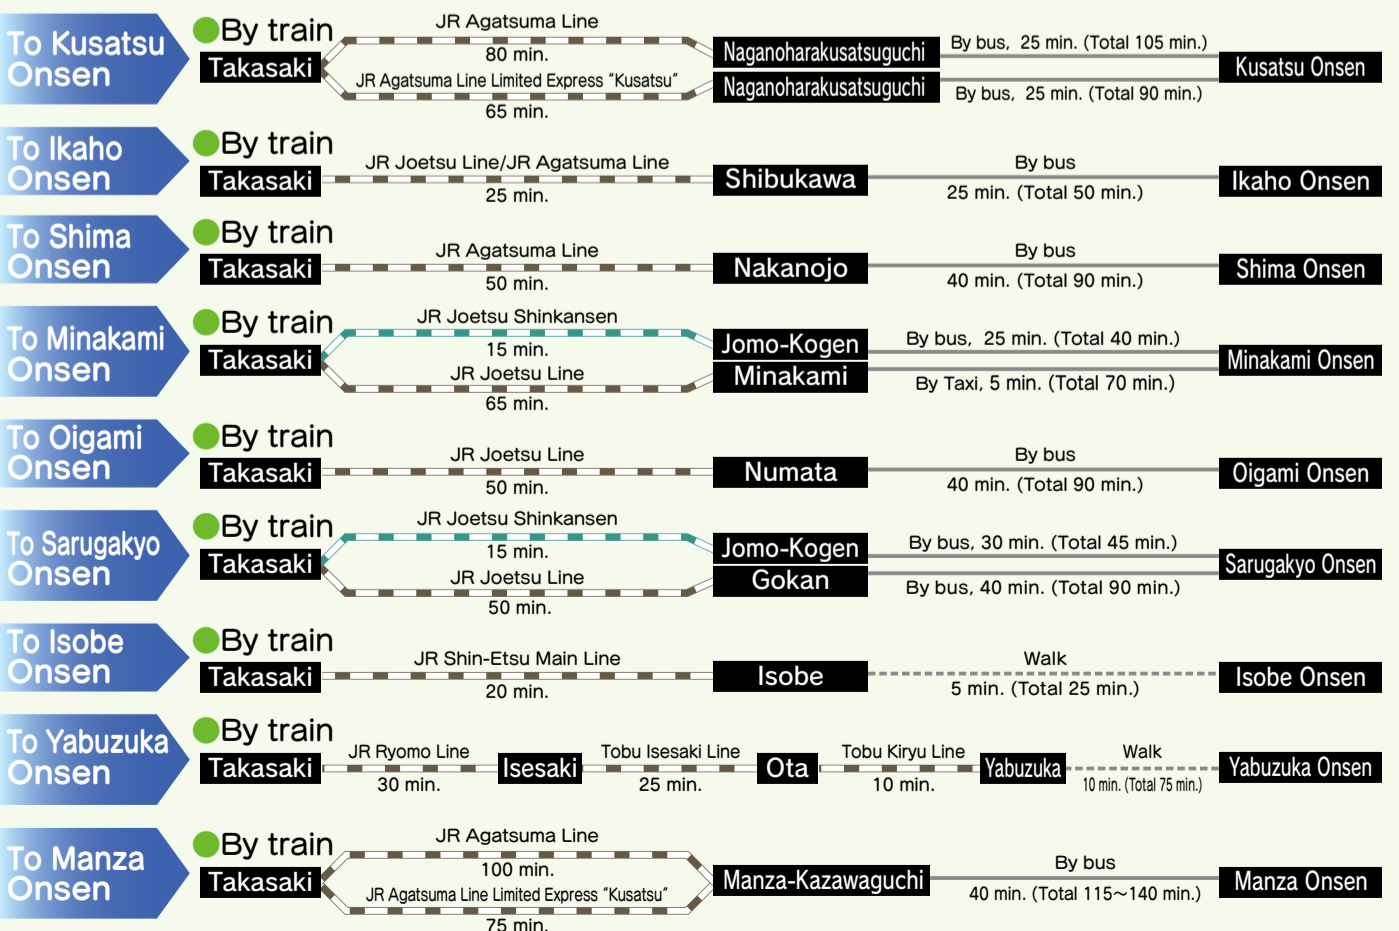 To Kusatsu
Onsen
By train
Takasaki
JR Agatsuma Line
80 min.
JR Agatsuma Line Limited Express “Kusatsu”
65 min.
Naganoharakusatsuguchi
Naganoharakusatsuguchi
By bus, 25 min. (Total 105 min.)
By bus, 25 min. (Total 90 min.)
Kusatsu Onsen
To Ikaho
Onsen
By train
Takasaki
JR Joetsu Line/JR Agatsuma Line
25 min.
Shibukawa
By bus
25 min. (Total 50 min.)
Ikaho Onsen
To Shima
Onsen
By train
Takasaki
JR Agatsuma Line
50 min.
Nakanojo
By bus
40 min. (Total 90 min.)
Shima Onsen
To Minakami
Onsen
By train
Takasaki
JR Joetsu Shinkansen
15 min.
JR Joetsu Line
65 min.
Jomo-Kogen
Minakami
By bus, 25 min. (Total 40 min.)
By Taxi, 5 min. (Total 70 min.)
Minakami Onsen
To Oigami
Onsen
By train
Takasaki
JR Joetsu Line
50 min.
Numata
By bus
40 min. (Total 90 min.)
Oigami Onsen
To Sarugakyo
Onsen
By train
Takasaki
JR Joetsu Shinkansen
15 min.
JR Joetsu Line
50 min.
Jomo-Kogen
Gokan
By bus, 30 min. (Total 45 min.)
By bus, 40 min. (Total 90 min.)
Sarugakyo Onsen
To Isobe
Onsen
By train
Takasaki
JR Shin-Etsu Main Line
20 min.
Isobe
Walk
5 min. (Total 25 min.)
Isobe Onsen
To Yabuzuka
Onsen
By train
Takasaki
JR Ryomo Line
30 min.
Isesaki
Tobu Isesaki Line
25 min.
Ota
Tobu Kiryu Line
10 min.
Yabuzuka
Walk
10 min. (Total 75 min.)
Yabuzuka Onsen
To Manza
Onsen
By train
Takasaki
JR Agatsuma Line
100 min.
JR Agatsuma Line Limited Express “Kusatsu”
75 min.
Manza-Kazawaguchi
By bus
40 min. (Total 115～140 min.)
Manza Onsen